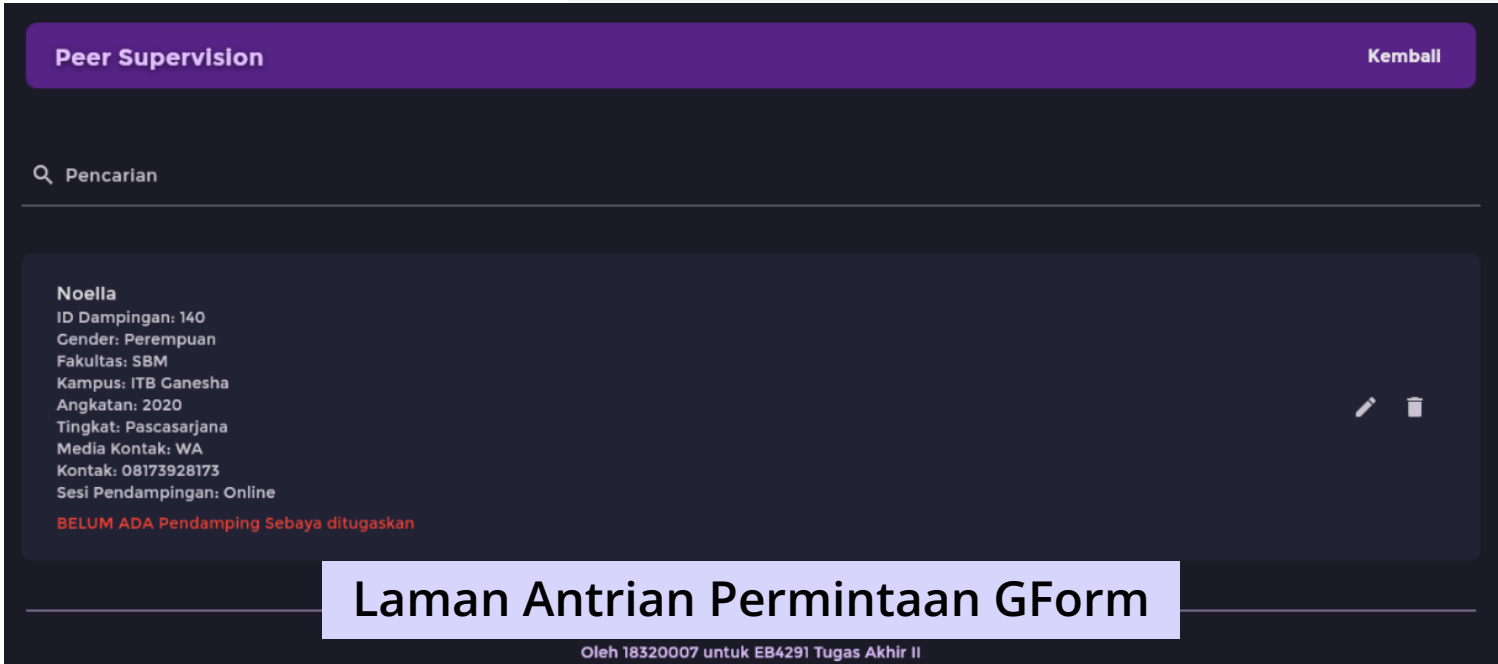 Peer Supervision
Kembali
Pencarian
Noella
ID Dampingan: 140
Gender: Perempuan
Fakultas: SBM
Kampus: ITB Ganesha
Angkatan: 2020
Tingkat: Pascasarjana
Media Kontak: WA
Kontak: 08173928173
Sesi Pendampingan: Online
BELUM ADA Pendamping Sebaya ditugaskan
Laman Antrian Permintaan GForm
Oleh 18320007 untuk EB4291 Tugas Akhir II